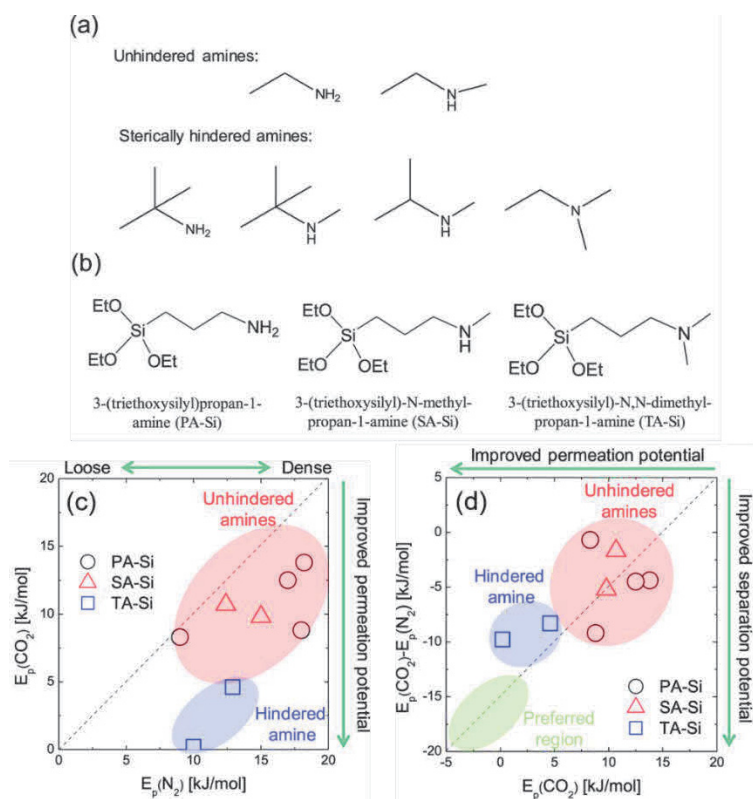 (a)
Unhindered amines:
NH2
N
H
Sterically hindered amines:
NH2
N
H
N
H
N
(b)
EtO
Si
EtO
OEt
NH2
EtO
Si
EtO
OEt
N
H
EtO
Si
EtO
OEt
N
3-(triethoxysilyl)propan-1-
amine (PA-Si)
3-(triethoxysilyl)-N-methyl-
propan-1-amine (SA-Si)
3-(triethoxysilyl)-N,N-dimethyl-
propan-1-amine (TA-Si)
Loose
Dense
(c)
Unhindered
amines
PA-Si
SA-Si
TA-Si
Hindered
amine
20
15
10
5
0
0 5 10 15 20
Ep(CO2) [kJ/mol]
Ep(N2) [kJ/mol]
Improved permeation potential
Improved permeation potential
(d)
Unhindered
amines
Hindered
amine
Preferred
region
PA-Si
SA-Si
TA-Si
5
0
-5
-10
-15
-20
-5 0 5 10 15 20
Ep(CO2)-Ep(N2) [kJ/mol]
Ep(CO2) [kJ/mol]
Improved separation potential